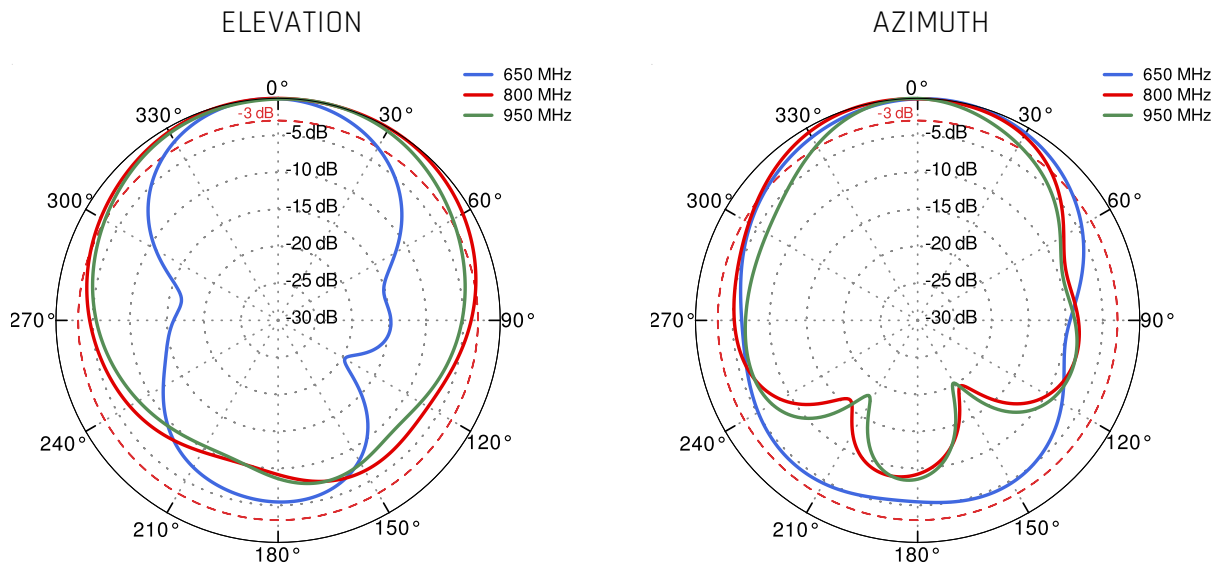 ELEVATION
650 MHz
800 MHz
950 MHz
0°
330°
-3 dB
30°
-5 dB
-10 dB
300°
60°
-15 dB
-20 dB
-25 dB
270°
-30 dB
90°
240°
120°
210°
150°
180°
AZIMUTH
650 MHz
800 MHz
950 MHz
0°
330°
-3 dB
30°
-5 dB
-10 dB
300°
60°
-15 dB
-20 dB
-25 dB
270°
-30 dB
90°
240°
120°
210°
150°
180°